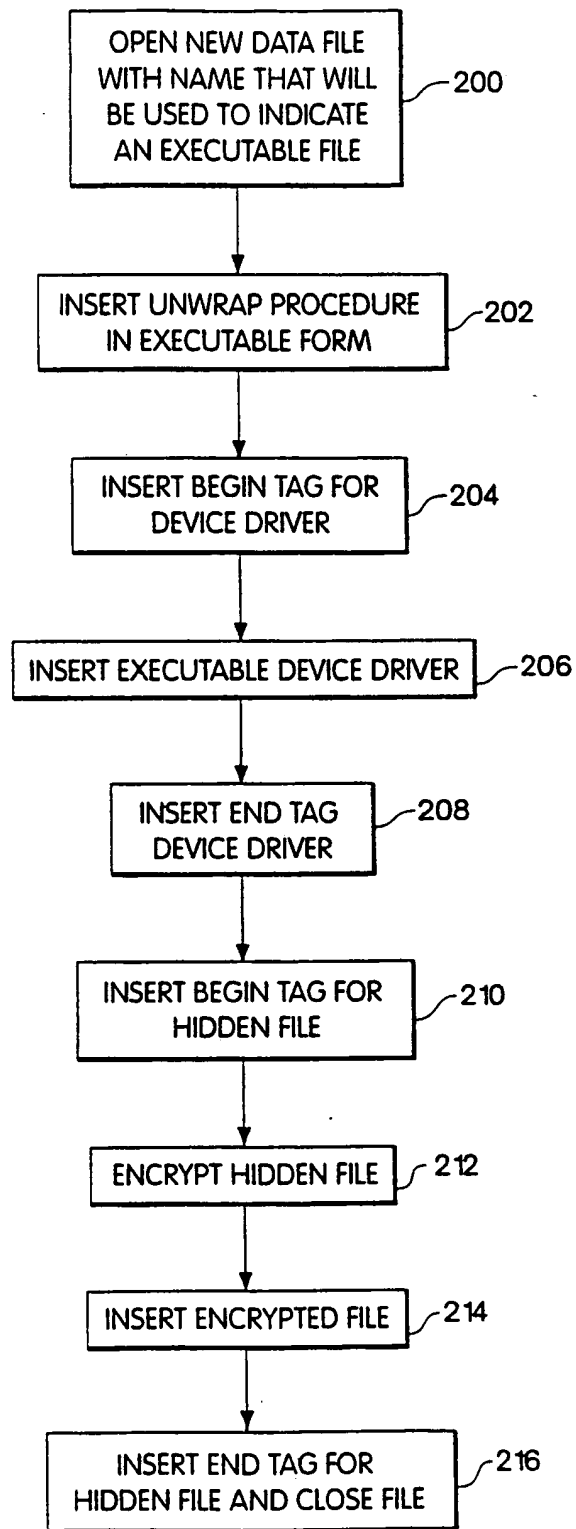 OPEN NEW DATA FILE
WITH NAME THAT WILL
BE USED TO INDICATE
AN EXECUTABLE FILE
200
INSERT UNWRAP PROCEDURE
IN EXECUTABLE FORM
202
INSERT BEGIN TAG FOR
DEVICE DRIVER
204
INSERT EXECUTABLE DEVICE DRIVER
206
INSERT END TAG
DEVICE DRIVER
208
INSERT BEGIN TAG FOR
HIDDEN FILE
210
ENCRYPT HIDDEN FILE
212
INSERT ENCRYPTED FILE
214
INSERT END TAG FOR
HIDDEN FILE AND CLOSE FILE
216